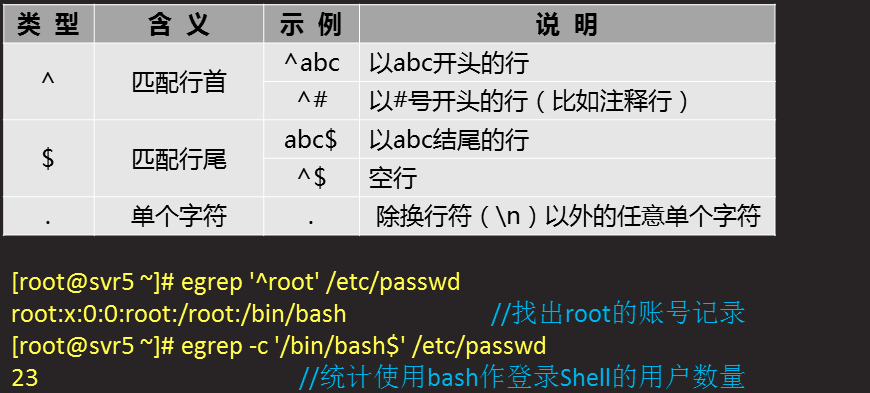 类 型 含 义 示 例 说 明
^ 匹配行首 ^abc 以abc开头的行
^# 以#号开头的行（比如注释行）
$ 匹配行尾 abc$ 以abc结尾的行
^$ 空行
. 单个字符 . 除换行符（\n）以外的任意单个字符
[root@svr5 ~]# egrep '^root' /etc/passwd
root:x:0:0:root:/root:/bin/bash //找出root的账号记录
[root@svr5 ~]# egrep -c '/bin/bash$' /etc/passwd
23 //统计使用bash作登录Shell的用户数量